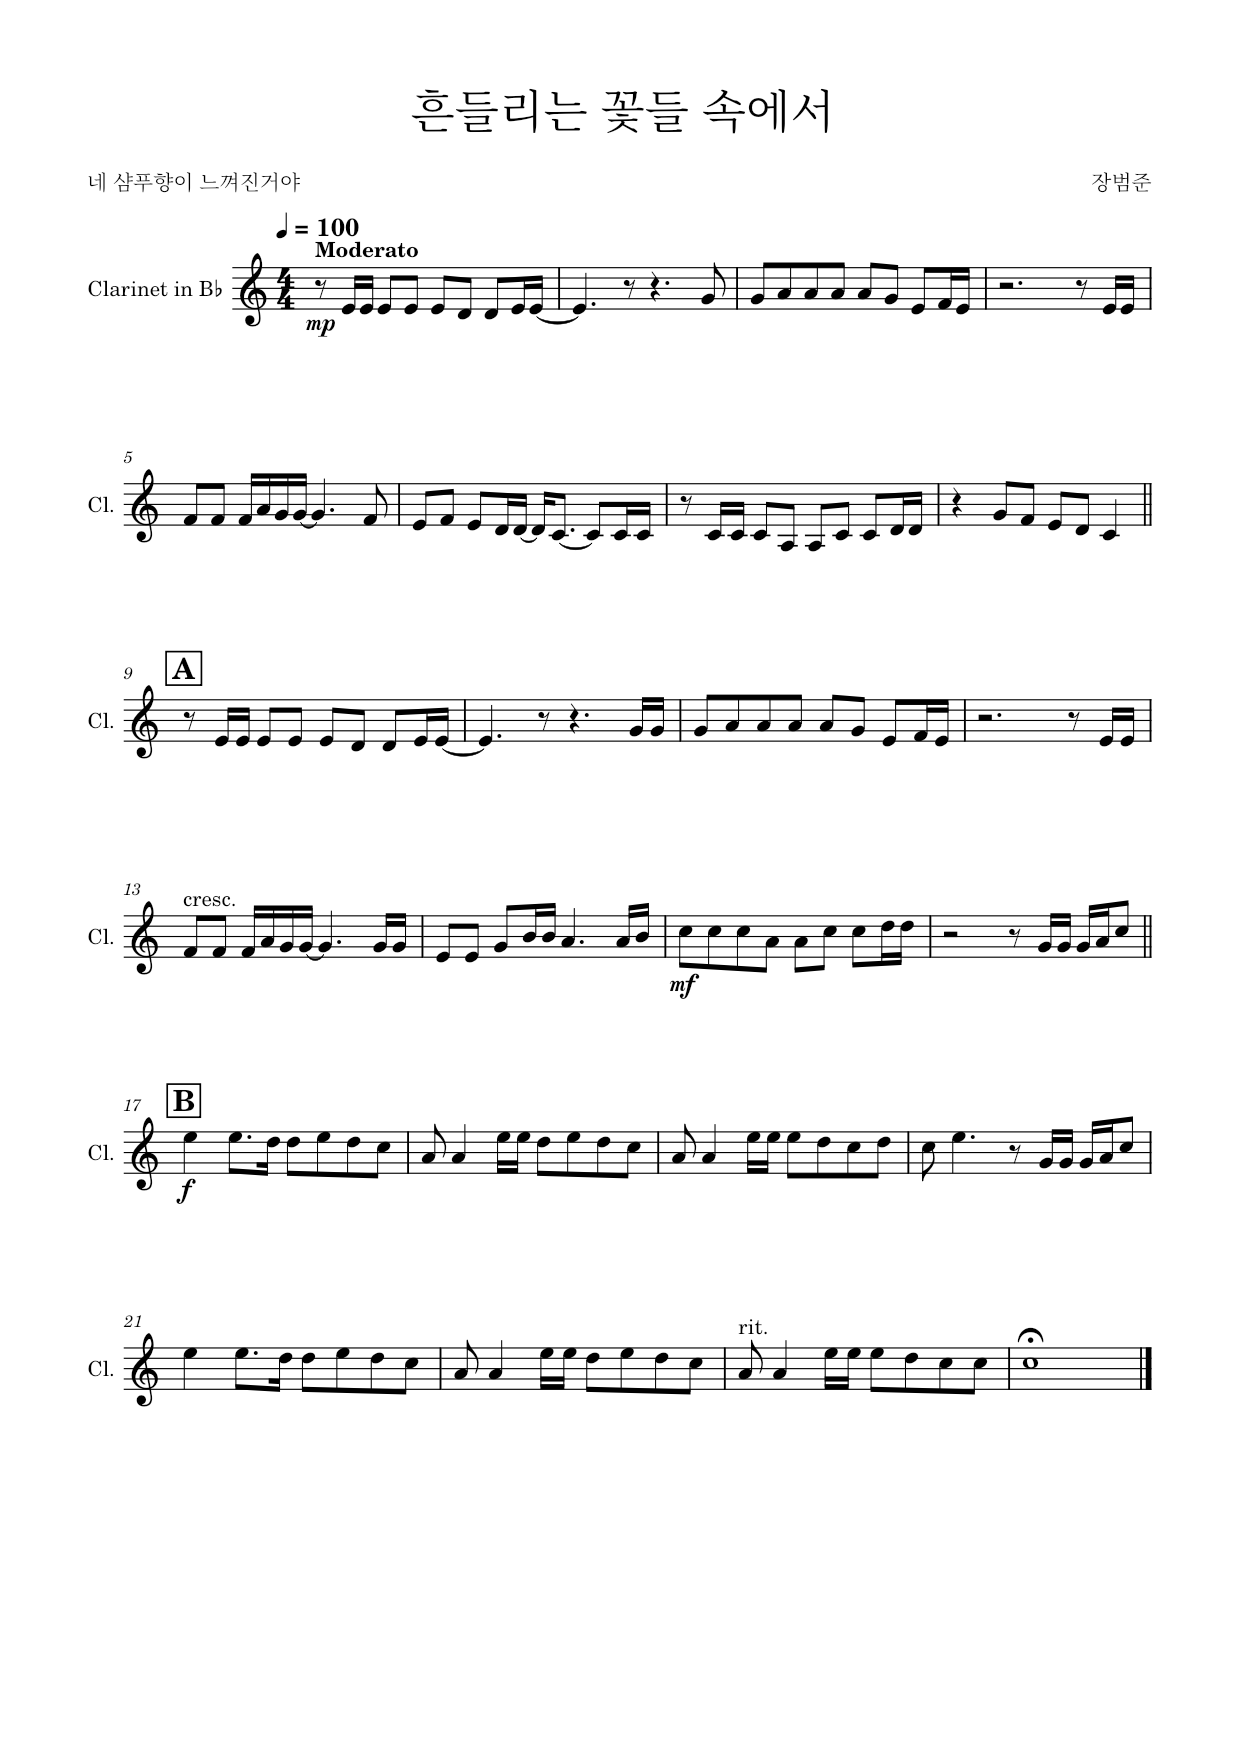 흔들리는 꽃들 속에서
네 샴푸향이 느껴진거야
장범준
♩ = 100
Moderato
Clarinet in B♭
4
4
mp
5
Cl.
9
A
Cl.
13
cresc.
Cl.
mf
17
B
Cl.
f
21
rit.
Cl.